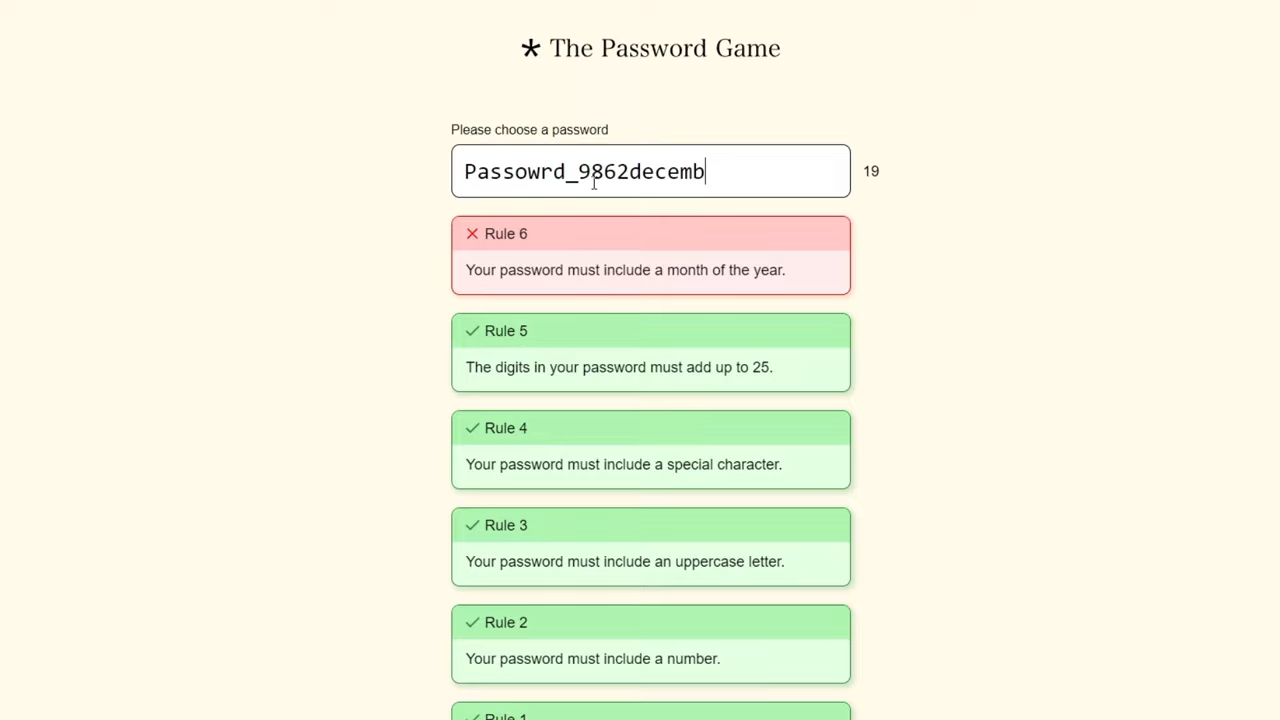 * The Password Game
Please choose a password
Passowrd_9862decemb
19
Rule 6
Your password must include a month of the year.
Rule 5
The digits in your password must add up to 25.
Rule 4
Your password must include a special character.
Rule 3
Your password must include an uppercase letter.
Rule 2
Your password must include a number.
Rule 1